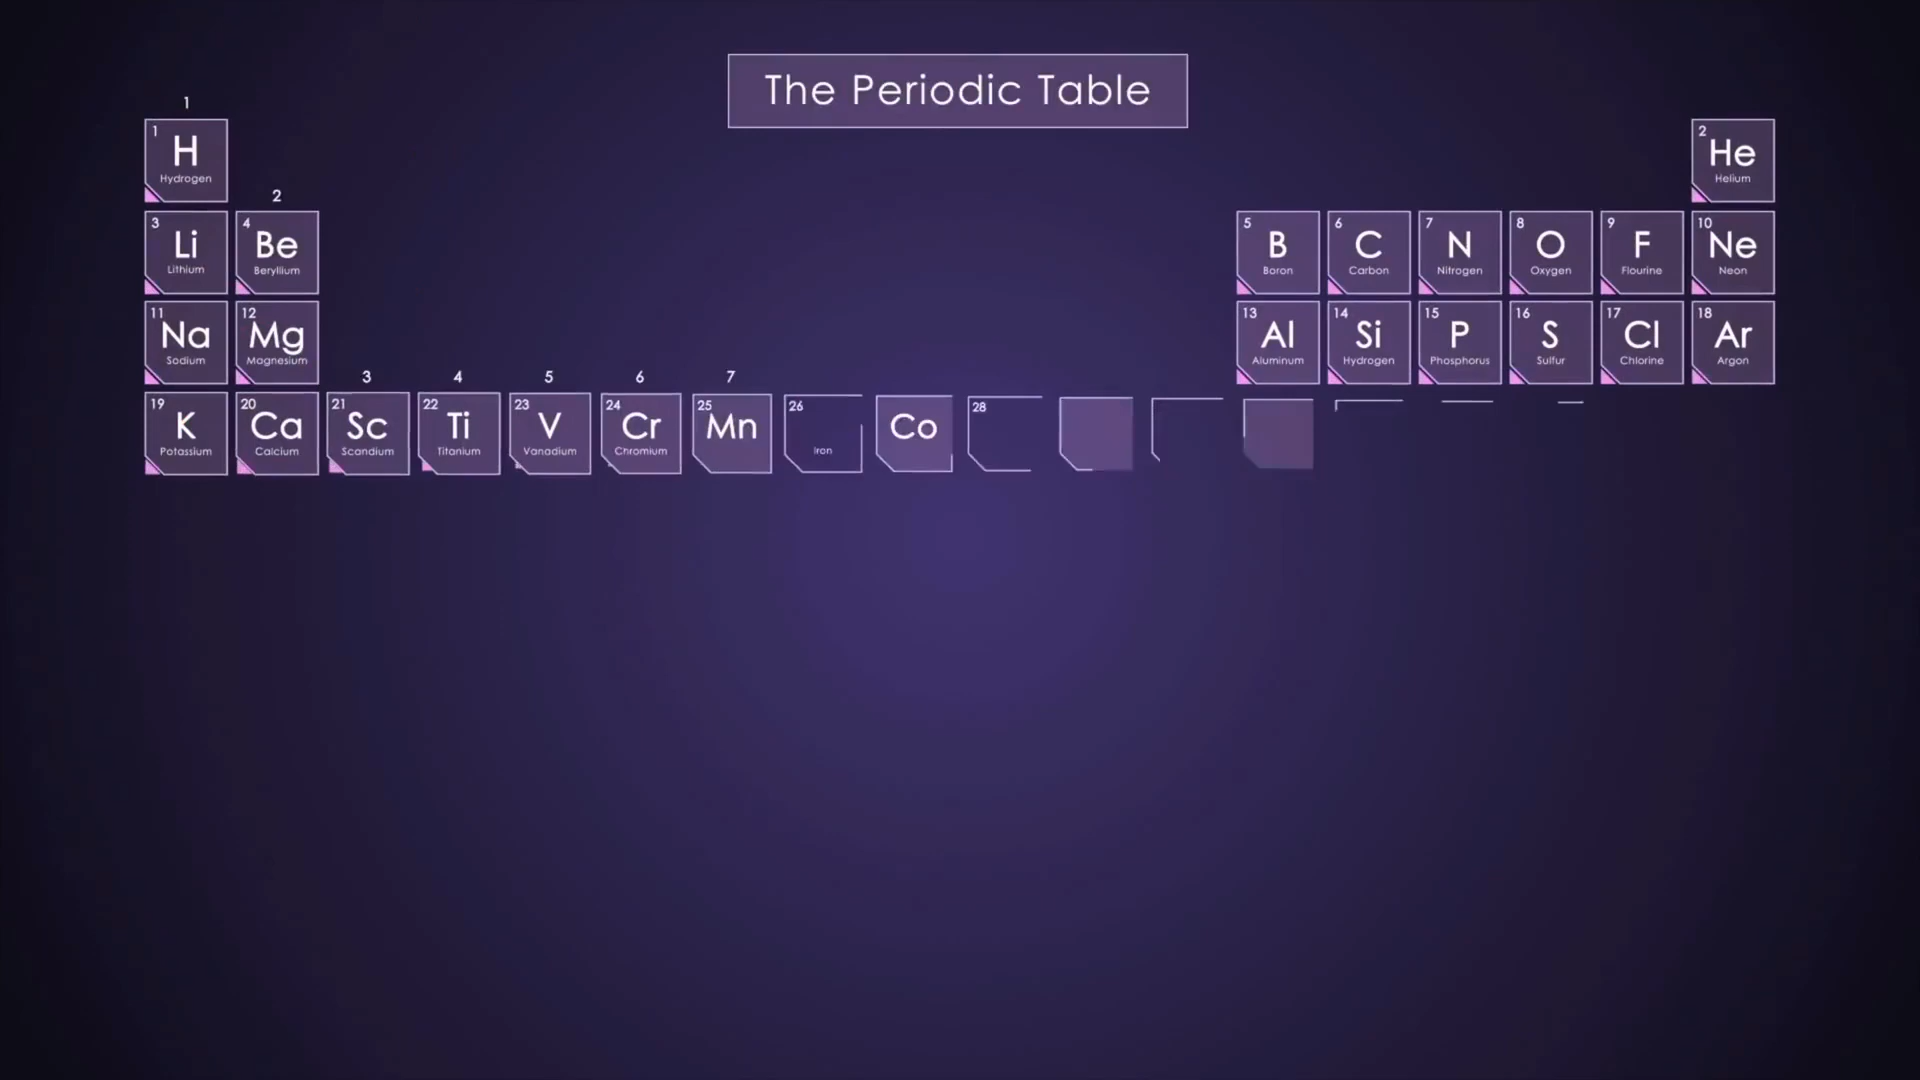 The Periodic Table
1
1
H
Hydrogen
2
He
Helium
2
3
Li
Lithium
4
Be
Beryllium
5
B
Boron
6
C
Carbon
7
N
Nitrogen
8
O
Oxygen
9
F
Flourine
10
Ne
Neon
11
Na
Sodium
12
Mg
Magnesium
13
Al
Aluminum
14
Si
Hydrogen
15
P
Phosphorus
16
S
Sulfur
17
Cl
Chlorine
18
Ar
Argon
3
4
5
6
7
19
K
Potassium
20
Ca
Calcium
21
Sc
Scandium
22
Ti
Titanium
23
V
Vanadium
24
Cr
Chromium
25
Mn
26
Iron
Co
28